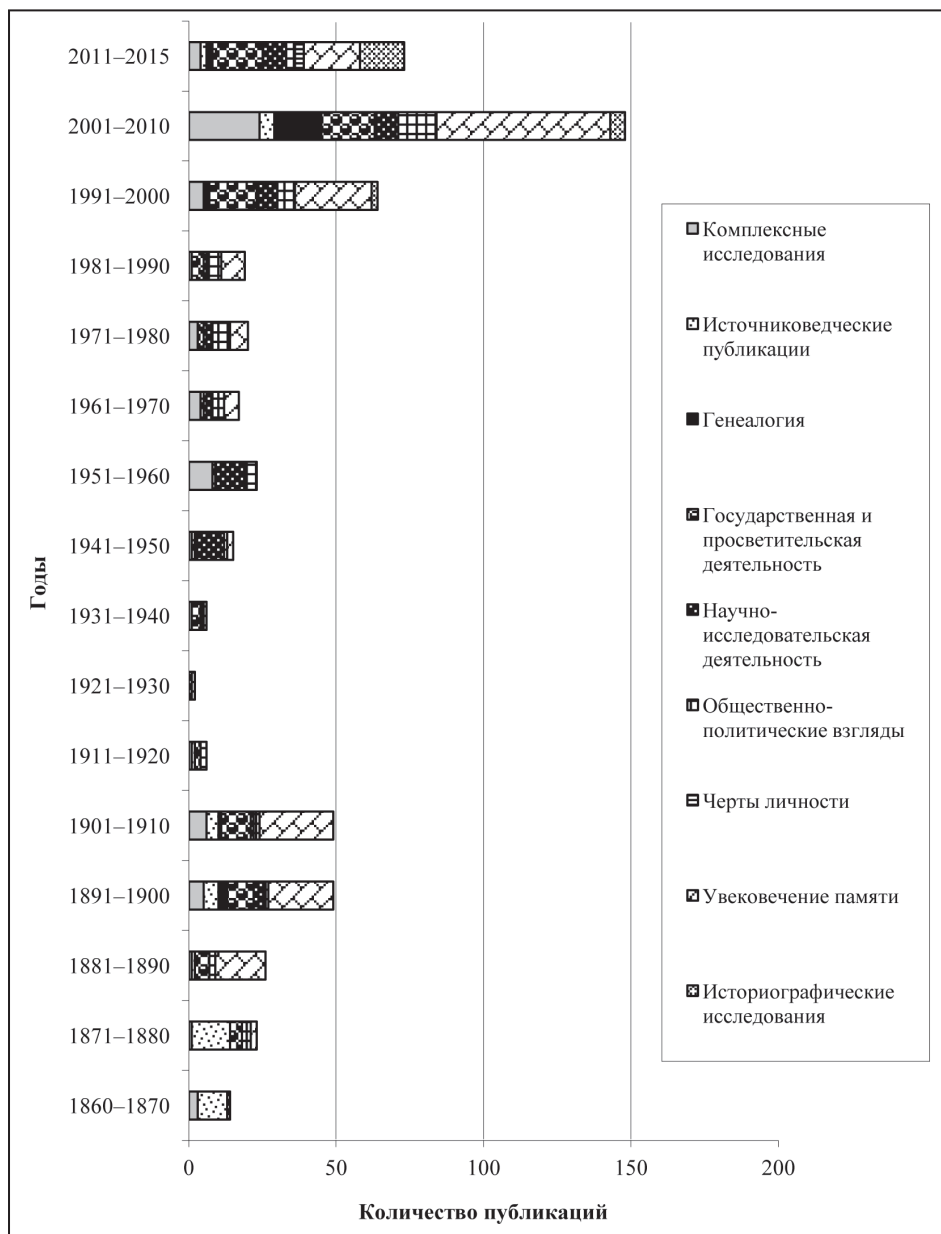 2011–2015
2001–2010
1991–2000
1981–1990
1971–1980
1961–1970
1951–1960
1941–1950
1931–1940
1921–1930
1911–1920
1901–1910
1891–1900
1881–1890
1871–1880
1860–1870
Годы
0 50 100 150 200
Количество публикаций
Комплексные
исследования
Источниковедческие
публикации
Генеалогия
Государственная и
просветительская
деятельность
Научно-
исследовательская
деятельность
Общественно-
политические взгляды
Черты личности
Увековечение памяти
Историографические
исследования